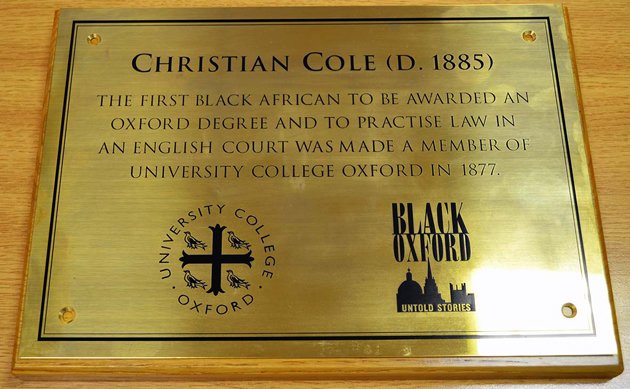 CHRISTIAN COLE (D. 1885)
THE FIRST BLACK AFRICAN TO BE AWARDED AN
OXFORD DEGREE AND TO PRACTISE LAW IN
AN ENGLISH COURT WAS MADE A MEMBER OF
UNIVERSITY COLLEGE OXFORD IN 1877.
UNIVERSITY COLLEGE · OXFORD ·
BLACK
OXFORD
UNTOLD STORIES